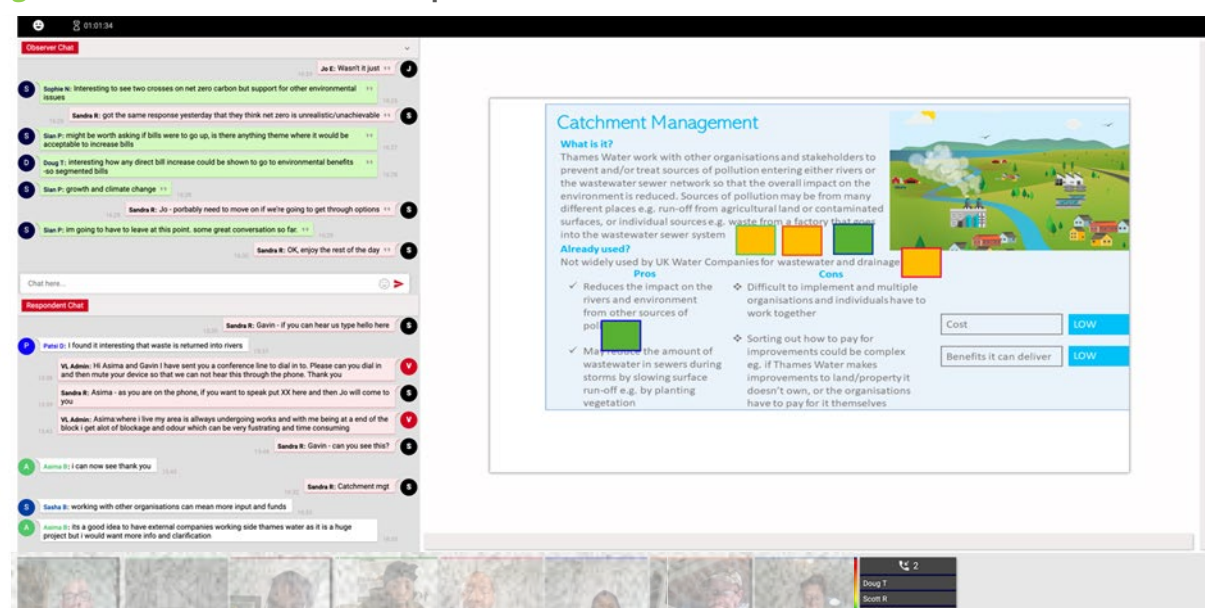 01:01:34
Observer Chat
Jo E: Wasn't it just
Sophie N: Interesting to see two crosses on net zero carbon but support for other environmental
issues
Sandra R: got the same response yesterday that they think net zero is unrealistic/unachievable
Sian P: might be worth asking if bills were to go up, is there anything theme where it would be
acceptable to increase bills
Doug T: interesting how any direct bill increase could be shown to go to environmental benefits
-so segmented bills
Sian P: growth and climate change
Sandra R: Jo - porbably need to move on if we're going to get through options
Sian P: im going to have to leave at this point. some great conversation so far.
Sandra R: OK, enjoy the rest of the day
Chat here...
Respondent Chat
Sandra R: Gavin - if you can hear us type hello here
Patsi O: I found it interesting that waste is returned into rivers
VL Admin: Hi Asima and Gavin I have sent you a conference line to dial in to. Please can you dial in
and then mute your device so that we can not hear this through the phone. Thank you
Sandra R: Asima - as you are on the phone, if you want to speak put XX here and then Jo will come to
you
VL Admin: Asima:where i live my area is allways undergoing works and with me being at a end of the
block i get alot of blockage and odour which can be very fustrating and time consuming
Sandra R: Gavin - can you see this?
Asima B: i can now see thank you
Sandra R: Catchment mgt
Sasha B: working with other organisations can mean more input and funds
Asima B: its a good idea to have external companies working side thames water as it is a huge
project but i would want more info and clarification
Catchment Management
What is it?
Thames Water work with other organisations and stakeholders to
prevent and/or treat sources of pollution entering either rivers or
the wastewater sewer network so that the overall impact on the
environment is reduced. Sources of pollution may be from many
different places e.g. run-off from agricultural land or contaminated
surfaces, or individual sources e.g. waste from a factory that goes
into the wastewater sewer system
Already used?
Not widely used by UK Water Companies for wastewater and drainage
Pros
✓ Reduces the impact on the
rivers and environment
from other sources of
✓ May reduce the amount of
wastewater in sewers during
storms by slowing surface
run-off e.g. by planting
vegetation
Cons
❖ Difficult to implement and multiple
organisations and individuals have to
work together
❖ Sorting out how to pay for
improvements could be complex
eg. if Thames Water makes
improvements to land/property it
doesn't own, or the organisations
have to pay for it themselves
Cost LOW
Benefits it can deliver LOW
2
Doug T
Scott R